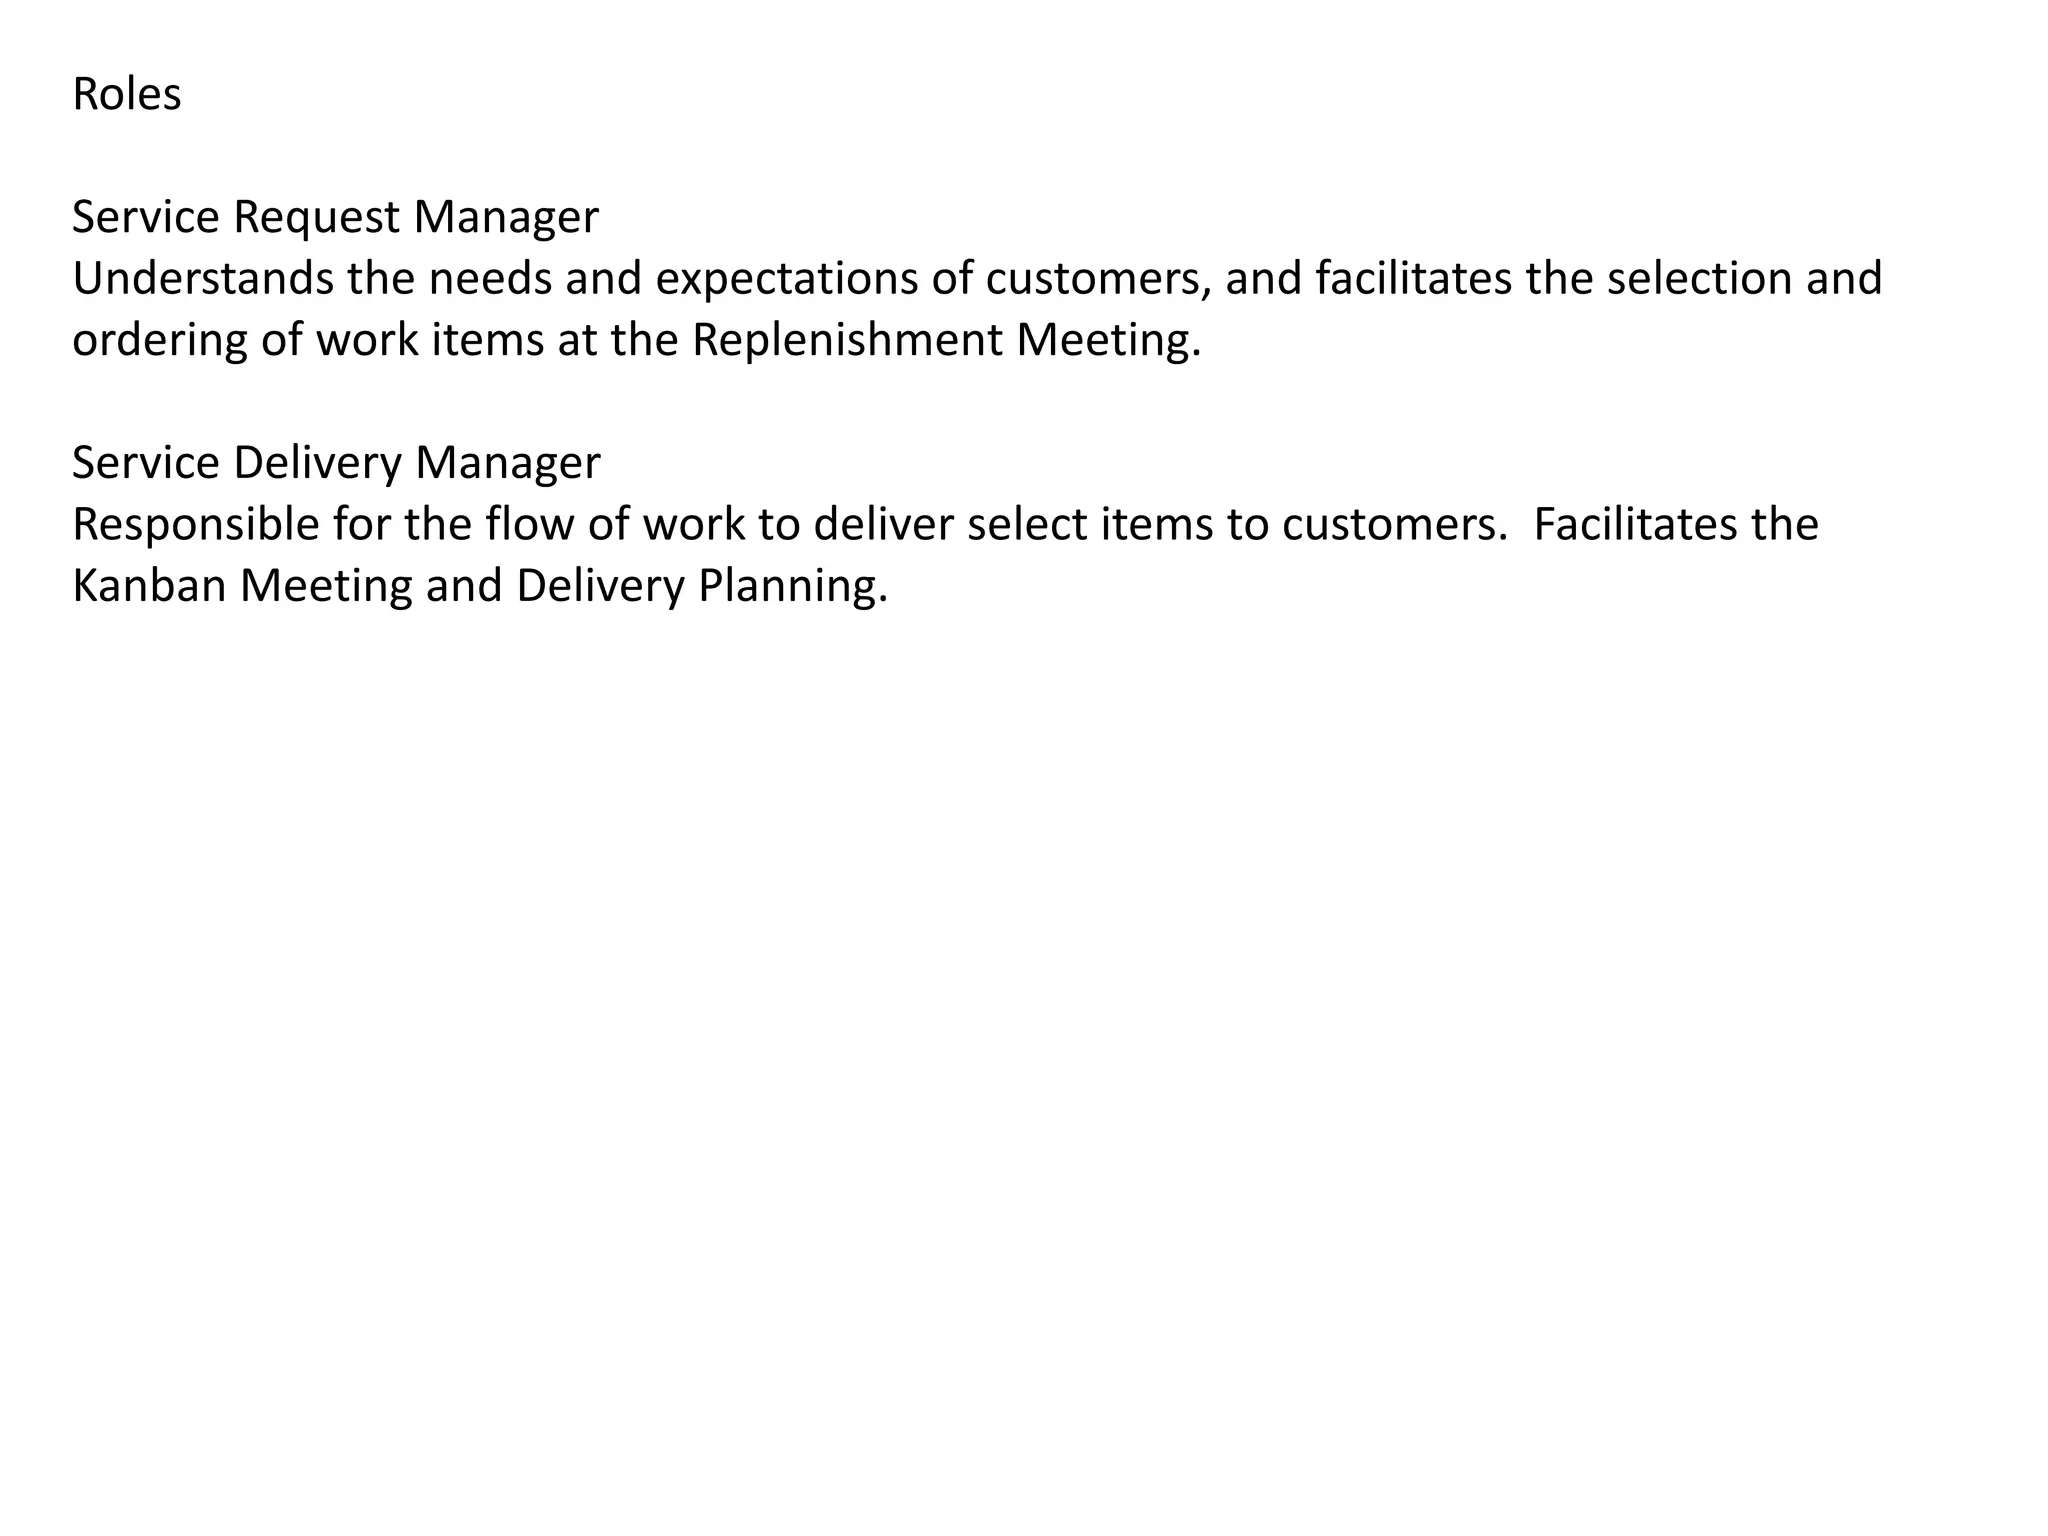 Roles
Service Request Manager
Understands the needs and expectations of customers, and facilitates the selection and
ordering of work items at the Replenishment Meeting.
Service Delivery Manager
Responsible for the flow of work to deliver select items to customers.  Facilitates the
Kanban Meeting and Delivery Planning.